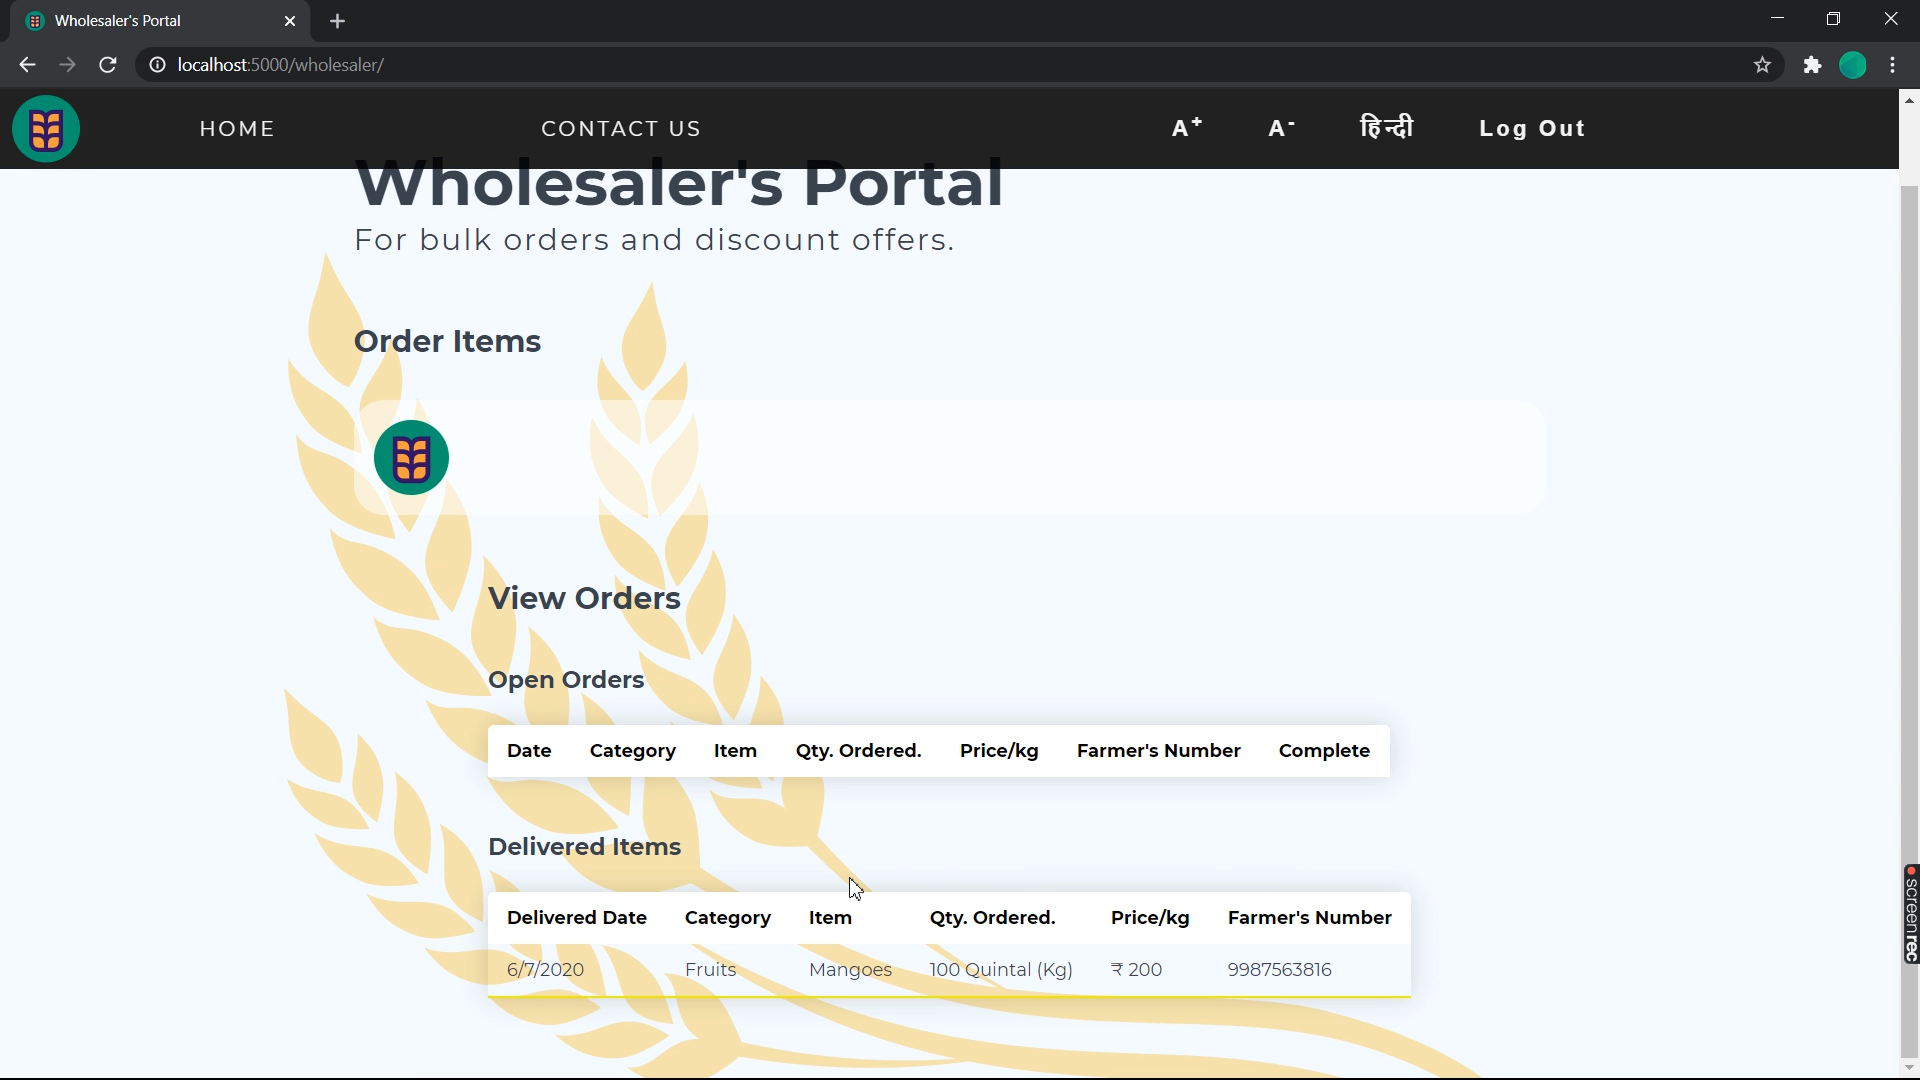 Wholesaler's Portal
localhost:5000/wholesaler/
HOME CONTACT US A+ A- हिन्दी Log Out
Wholesaler's Portal
For bulk orders and discount offers.
Order Items
View Orders
Open Orders
Date Category Item Qty. Ordered. Price/kg Farmer's Number Complete
Delivered Items
Delivered Date Category Item Qty. Ordered. Price/kg Farmer's Number
6/7/2020 Fruits Mangoes 100 Quintal (Kg) ₹ 200 9987563816
screenrec